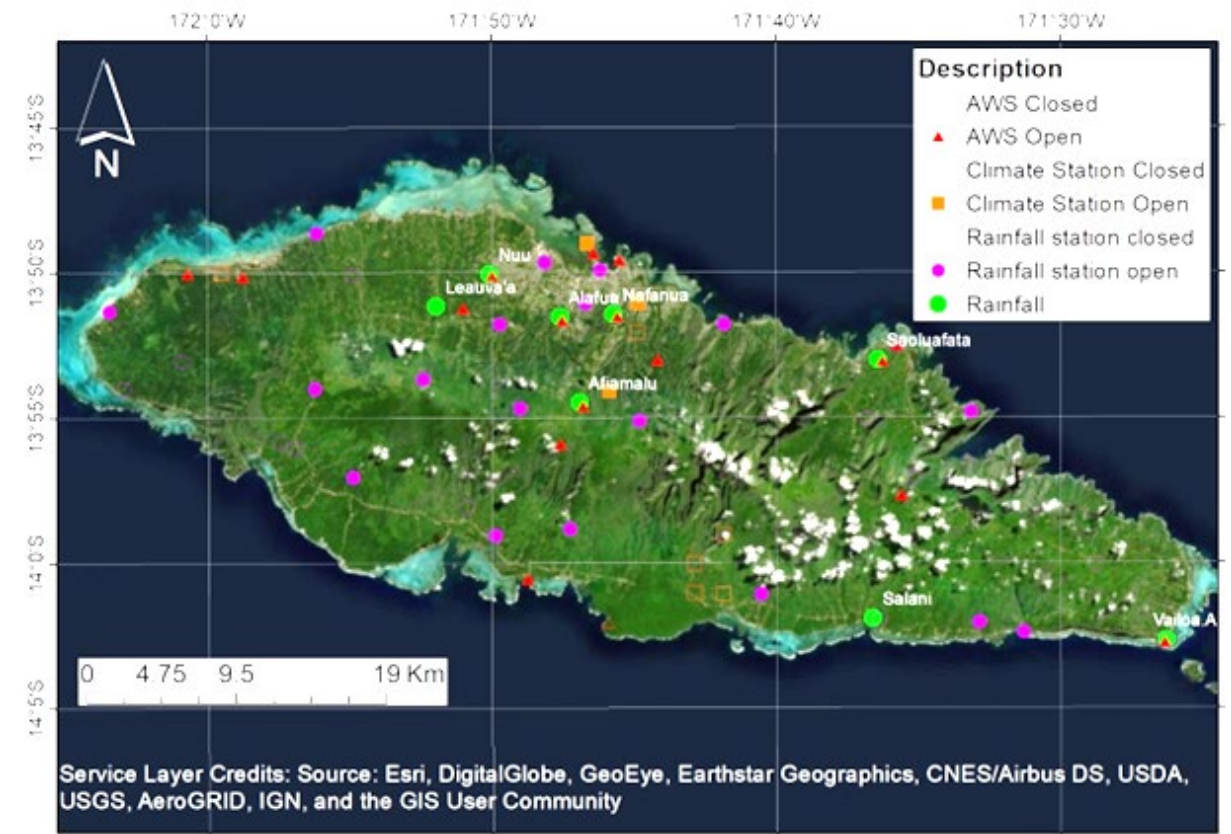 172°0'W 171°50'W 171°40'W 171°30'W
Description
AWS Closed
13°45'S
AWS Open
N
Climate Station Closed
Climate Station Open
Rainfall station closed
Nuu
13°50'S
Rainfall station open
Leauva'a
Alafua Nafanua
Rainfall
Saoluafata
Afiamalu
13°55'S
14°0'S
Salani
Vailoa A
0 4.75 9.5 19 Km
14°5'S
Service Layer Credits: Source: Esri, DigitalGlobe, GeoEye, Earthstar Geographics, CNES/Airbus DS, USDA,
USGS, AeroGRID, IGN, and the GIS User Community